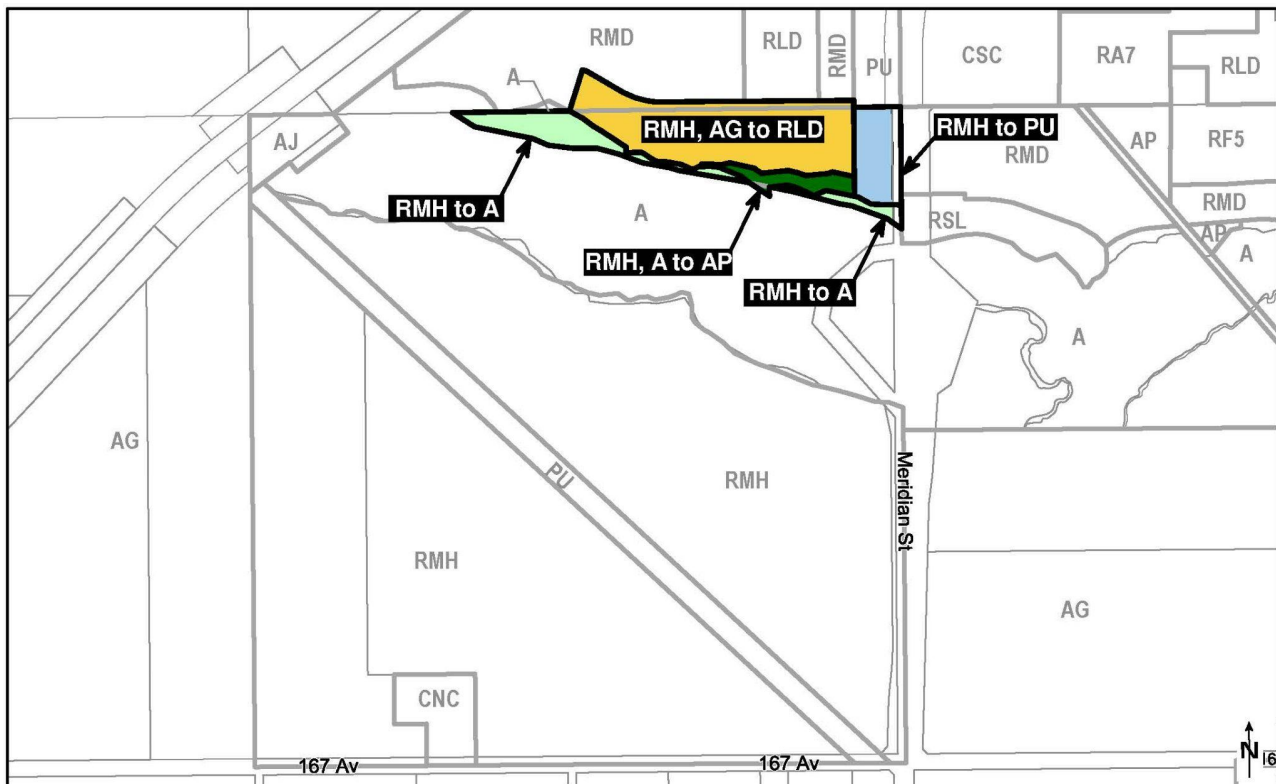 RMD
RLD
RMD
PU
CSC
RA7
RLD
A
AJ
RMH, AG to RLD
RMH to PU
RMD
AP
RF5
RMH to A
A
RSL
RMD
AP
A
RMH, A to AP
RMH to A
A
AG
PU
RMH
Meridian St
RMH
AG
CNC
167 Av
167 Av
N